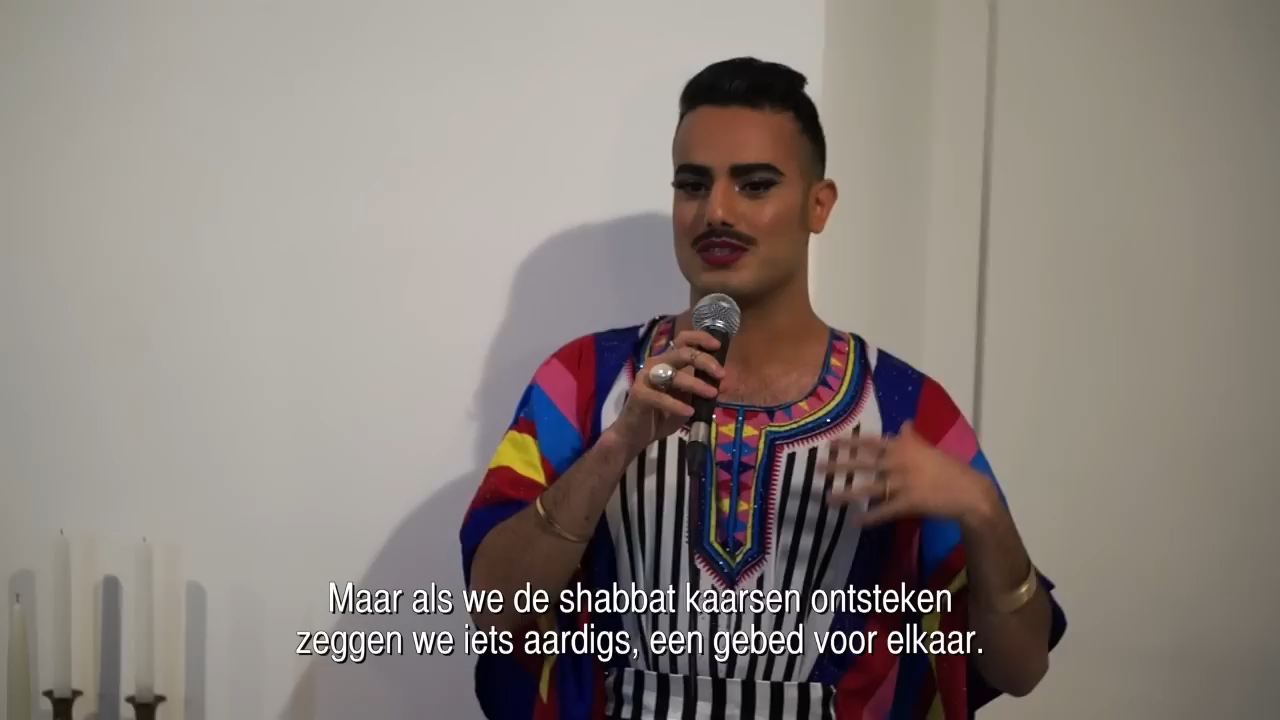 Maar als we de shabbat kaarsen ontsteken
zeggen we iets aardigs, een gebed voor elkaar.